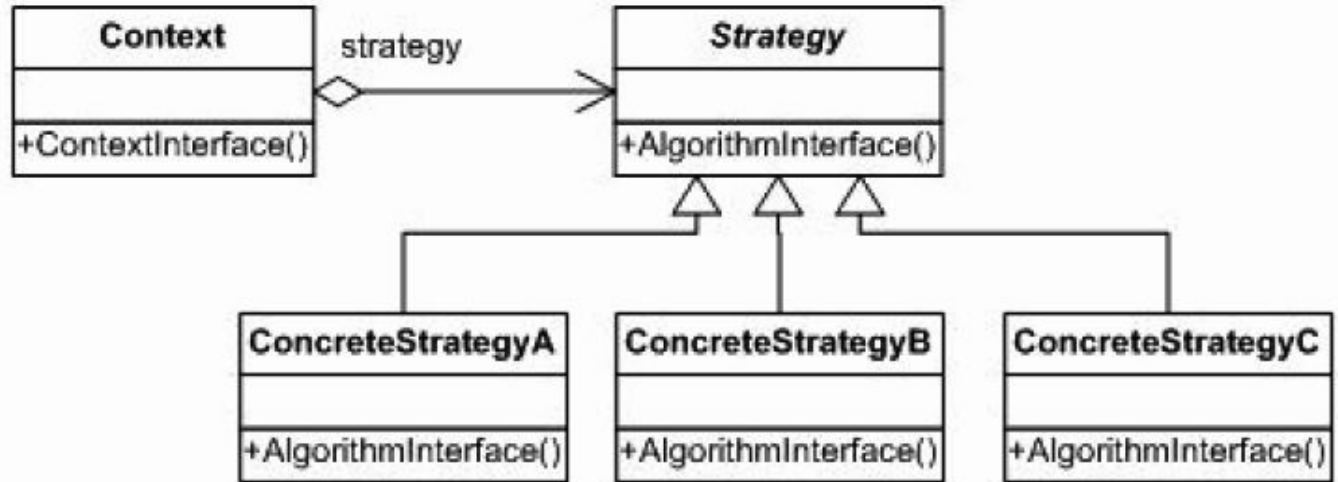 Context
strategy
Strategy
+ContextInterface()
+AlgorithmInterface()
ConcreteStrategyA
ConcreteStrategyB
ConcreteStrategyC
+AlgorithmInterface()
+AlgorithmInterface()
+AlgorithmInterface()